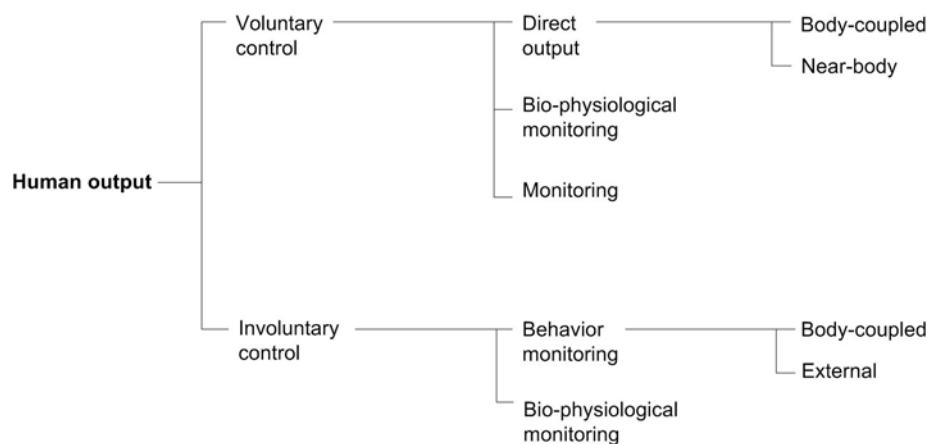 Voluntary
control
Direct
output
Body-coupled
Near-body
Bio-physiological
monitoring
Human output
Monitoring
Involuntary
control
Behavior
monitoring
Body-coupled
External
Bio-physiological
monitoring